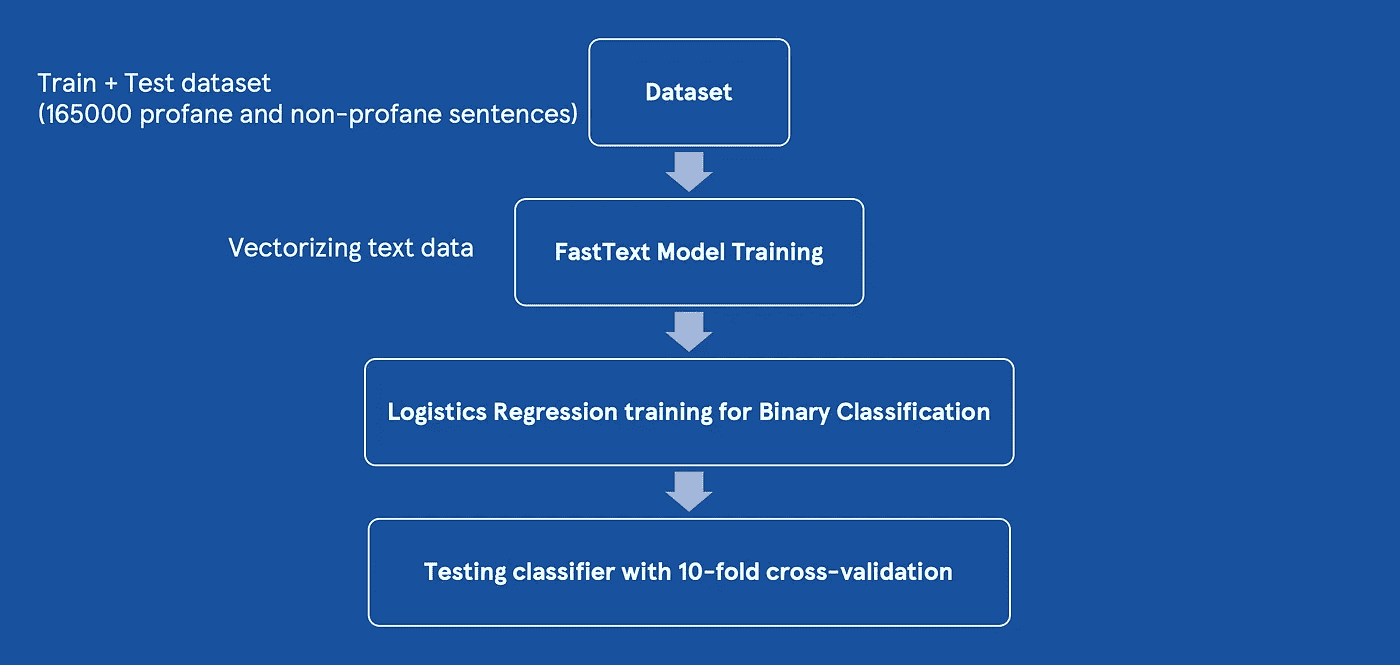 Train + Test dataset
(165000 profane and non-profane sentences)
Dataset
Vectorizing text data
FastText Model Training
Logistics Regression training for Binary Classification
Testing classifier with 10-fold cross-validation